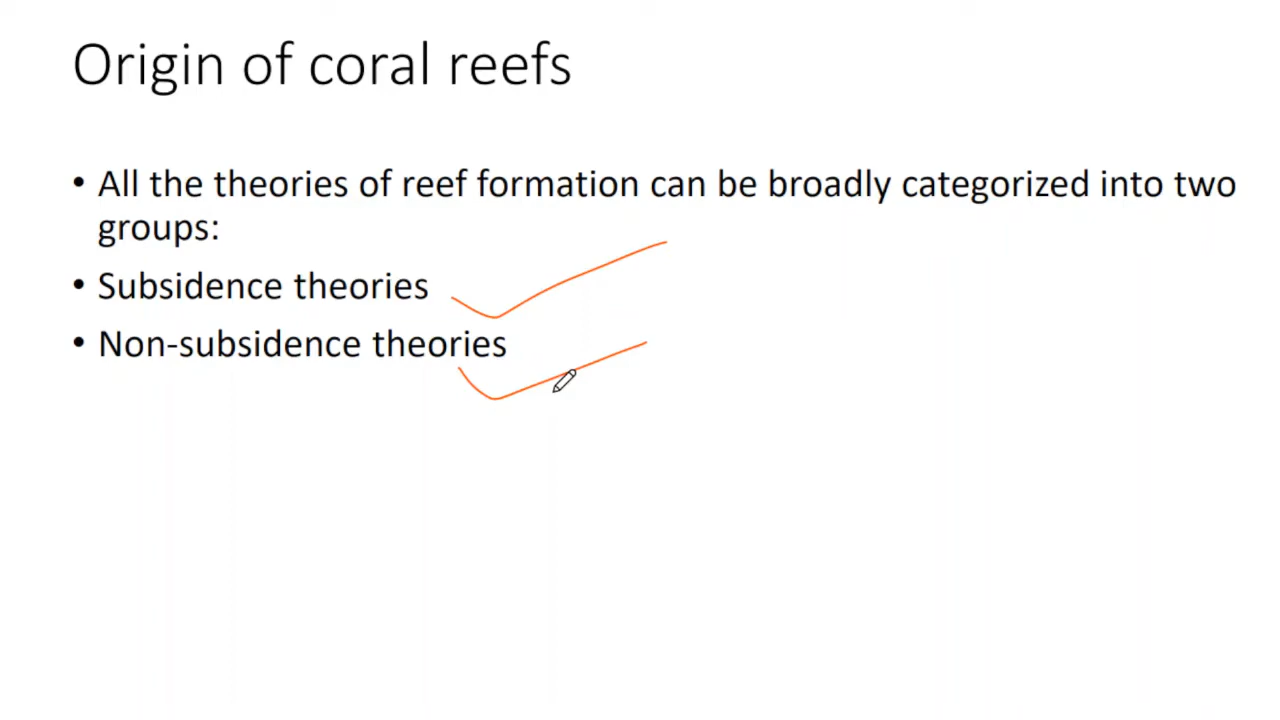 Origin of coral reefs
• All the theories of reef formation can be broadly categorized into two
groups:
• Subsidence theories
• Non-subsidence theories